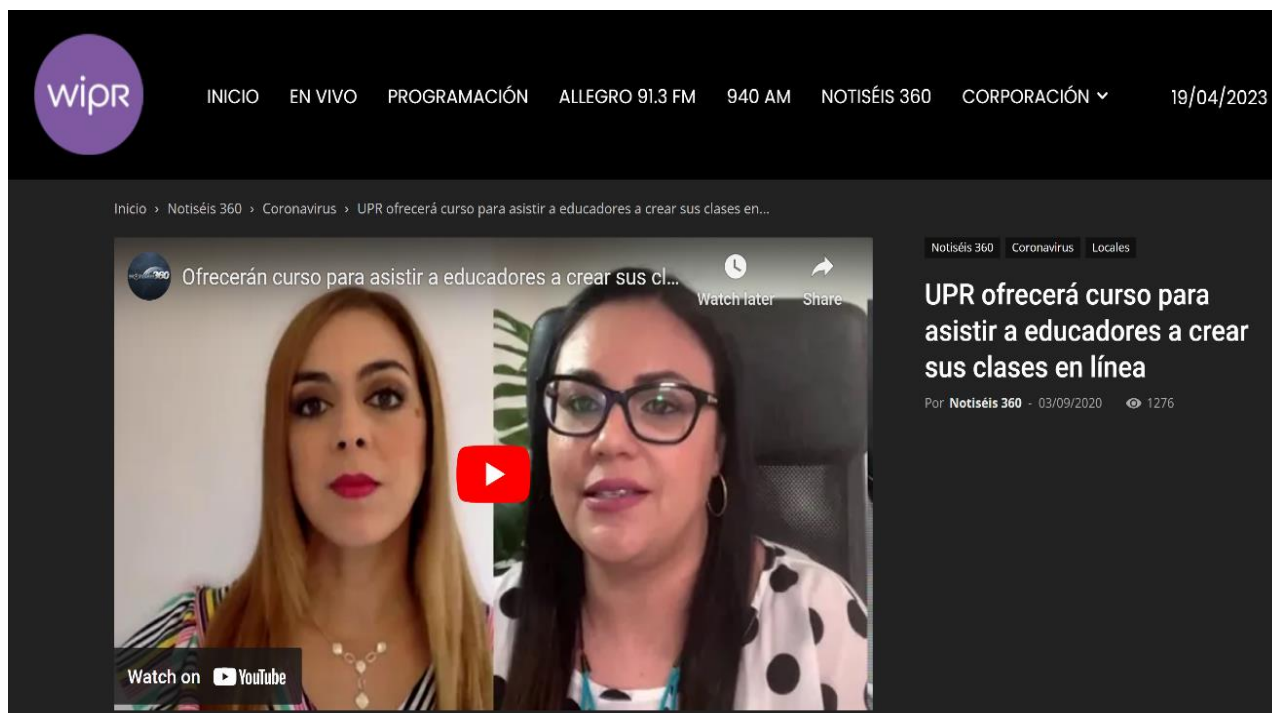 wipr
INICIO EN VIVO PROGRAMACIÓN ALLEGRO 91.3 FM 940 AM NOTISÉIS 360 CORPORACIÓN 19/04/2023
Inicio › Notiséis 360 › Coronavirus › UPR ofrecerá curso para asistir a educadores a crear sus clases en...
360 Ofrecerán curso para asistir a educadores a crear sus cl...
Watch later Share
Watch on YouTube
Notiséis 360 Coronavirus Locales
UPR ofrecerá curso para
asistir a educadores a crear
sus clases en línea
Por Notiséis 360 - 03/09/2020 1276